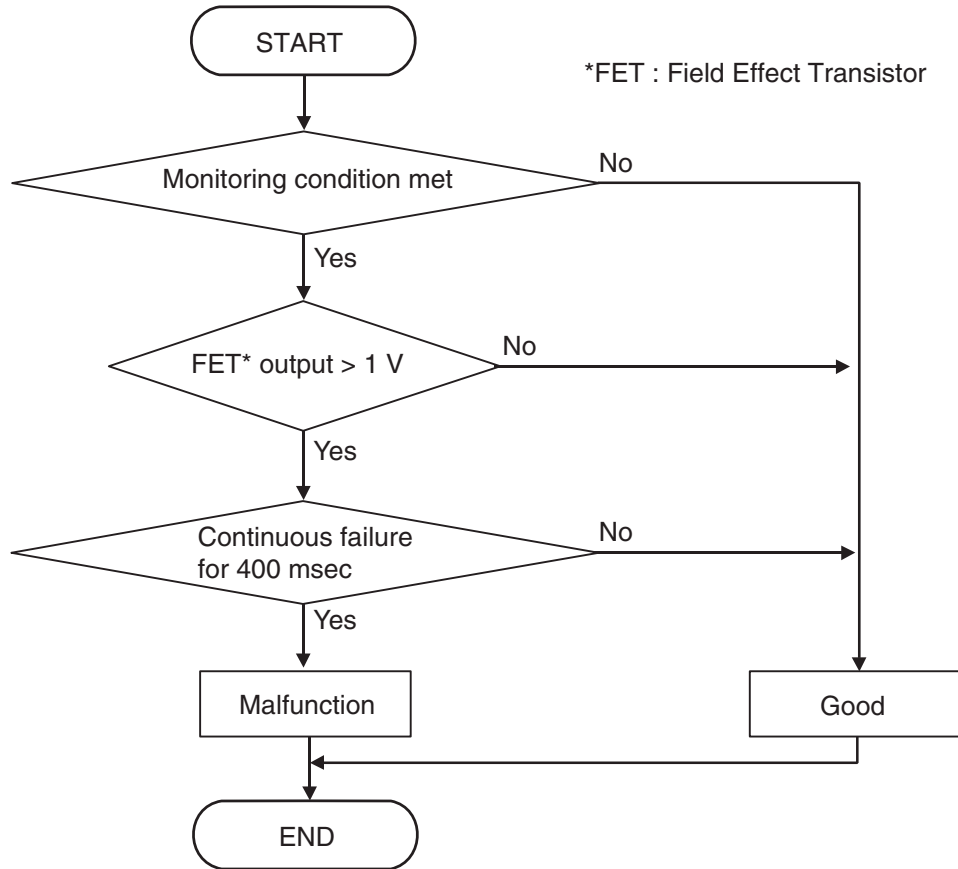 START
*FET : Field Effect Transistor
Monitoring condition met
No
Yes
FET* output > 1 V
No
Yes
Continuous failure
for 400 msec
No
Yes
Malfunction
Good
END